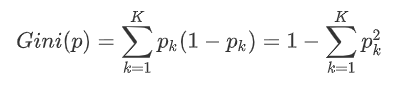 Gini(p) = \sum_{k=1}^{K} p_k(1 - p_k) = 1 - \sum_{k=1}^{K} p_k^2